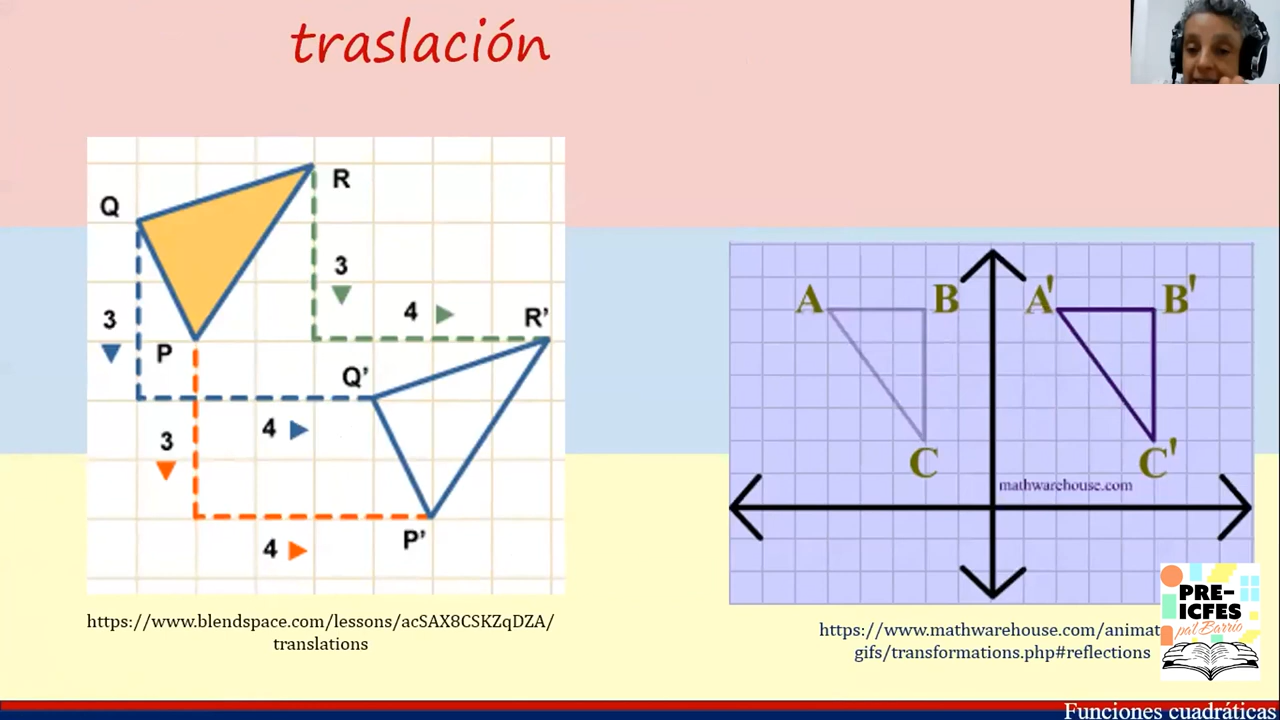 traslación
R
Q
3
3
4
R'
P
Q'
4
3
4
P'
https://www.blendspace.com/lessons/acSAX8CSKZqDZA/
translations
A
B
A'
B'
C
C'
mathwarehouse.com
https://www.mathwarehouse.com/animat
gifs/transformations.php#reflections
PRE-
ICFES
pa'l Barrio
Funciones cuadráticas